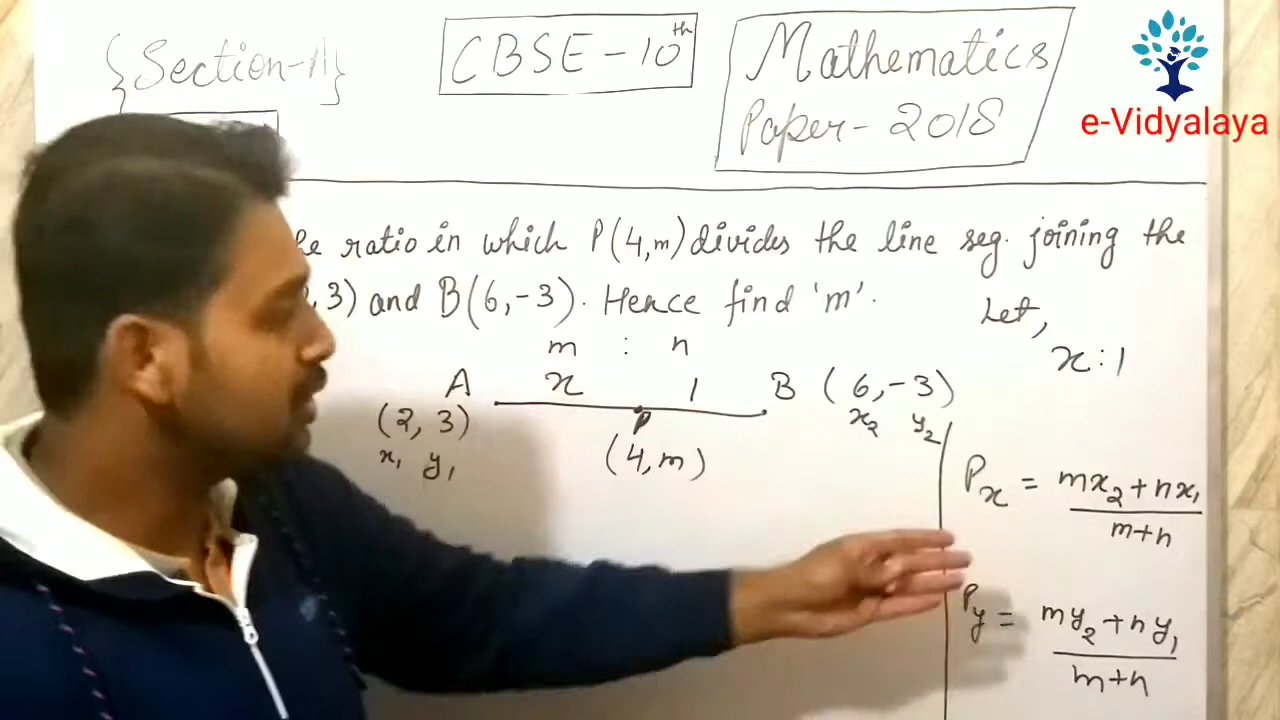 {Section-A}
CBSE-10th
Mathematics
Paper-2018
e-Vidyalaya
ratio in which P(4,m) divides the line seg. joining the
, 3) and B(6,-3). Hence find 'm'.
Let,
x : 1
m : n
A x 1 B (6,-3)
x2 y2
(2, 3) P
x1 y1 (4,m)
Px = mx2+nx1
m+n
Py = my2+ny1
m+n